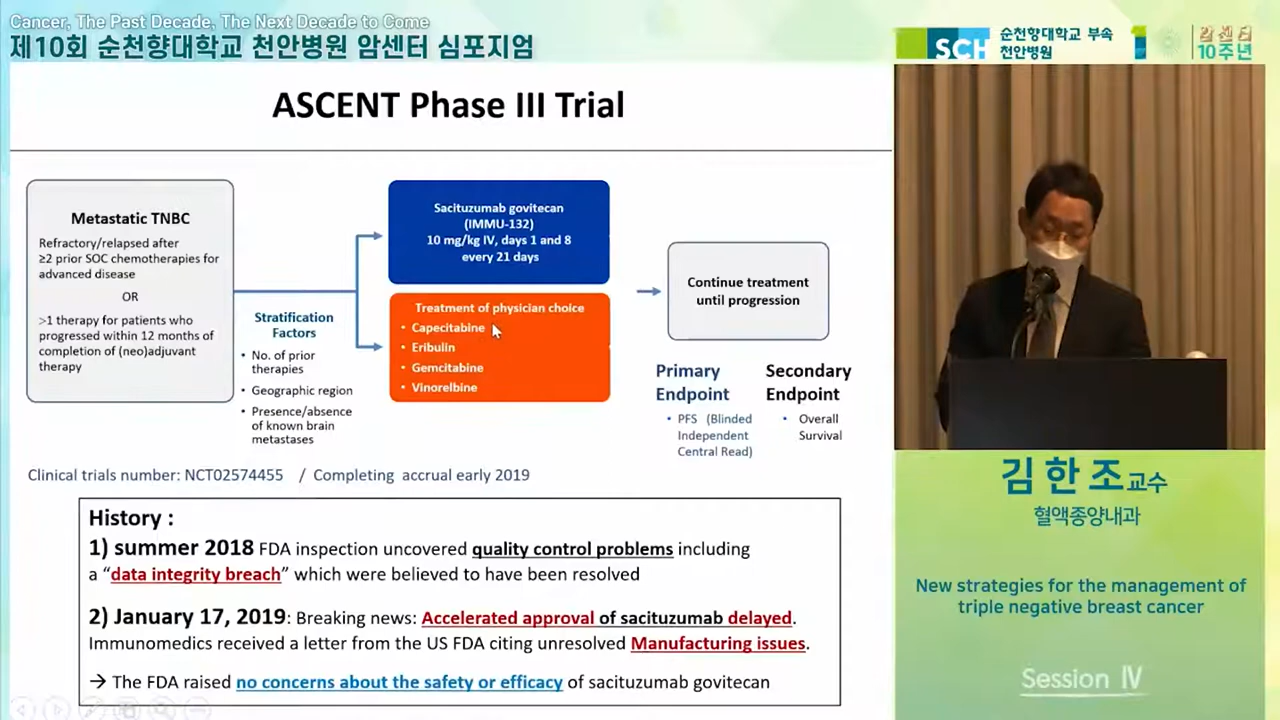 Cancer, The Past Decade, The Next Decade to Come
제10회 순천향대학교 천안병원 암센터 심포지엄
SCH
순천향대학교 부속
천안병원
암센터
10주년
ASCENT Phase III Trial
Metastatic TNBC
Refractory/relapsed after
≥2 prior SOC chemotherapies for
advanced disease
OR
>1 therapy for patients who
progressed within 12 months of
completion of (neo)adjuvant
therapy
Stratification
Factors
• No. of prior
therapies
• Geographic region
• Presence/absence
of known brain
metastases
Sacituzumab govitecan
(IMMU-132)
10 mg/kg IV, days 1 and 8
every 21 days
Treatment of physician choice
• Capecitabine
• Eribulin
• Gemcitabine
• Vinorelbine
Continue treatment
until progression
Primary
Endpoint
• PFS (Blinded
Independent
Central Read)
Secondary
Endpoint
• Overall
Survival
Clinical trials number: NCT02574455 / Completing accrual early 2019
History :
1) summer 2018 FDA inspection uncovered quality control problems including
a “data integrity breach” which were believed to have been resolved
2) January 17, 2019: Breaking news: Accelerated approval of sacituzumab delayed.
Immunomedics received a letter from the US FDA citing unresolved Manufacturing issues.
→ The FDA raised no concerns about the safety or efficacy of sacituzumab govitecan
김 한 조 교수
혈액종양내과
New strategies for the management of
triple negative breast cancer
Session Ⅳ